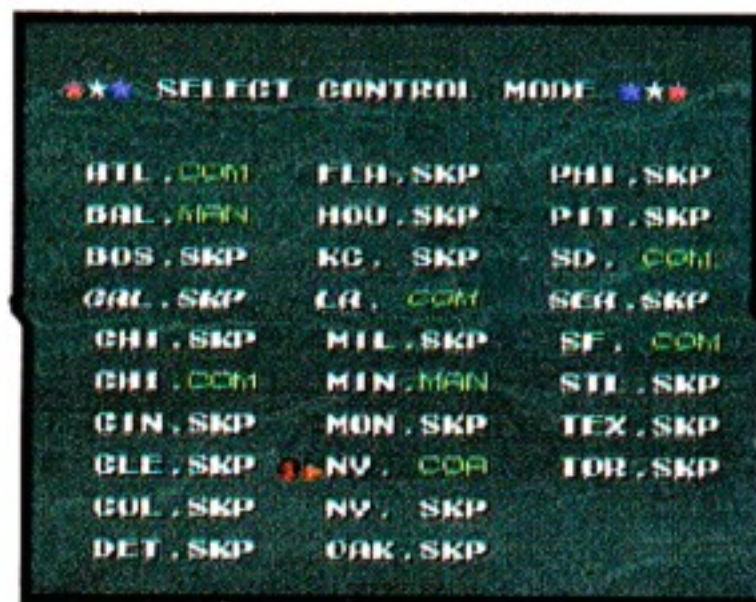 SELECT CONTROL MODE
ATL.COM FLA.SKP PHI.SKP
BAL.MAN HOU.SKP PIT.SKP
BOS.SKP KC. SKP SD. COM
CAL.SKP LA. COM SEA.SKP
CHI.SKP MIL.SKP SF. COM
CHI.COM MIN.MAN STL.SKP
CIN.SKP MON.SKP TEX.SKP
CLE.SKP 1 NY. COA TOR.SKP
COL.SKP NY. SKP
DET.SKP OAK.SKP